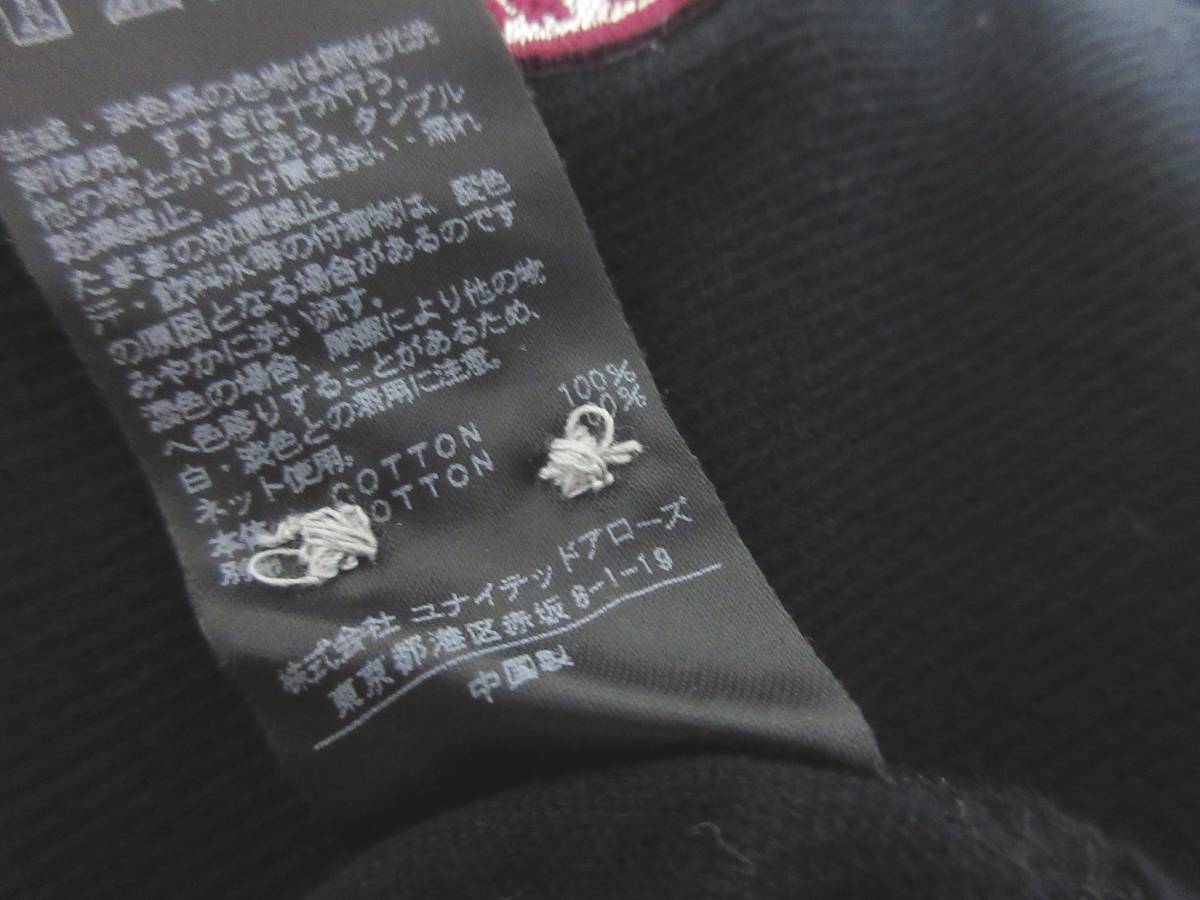 生成・淡色系の色物は無蛍光洗
剤使用。すすぎは十分行う。
他の物と分けて洗う。タンブル
乾燥禁止。つけ置き洗い・濡れ
たままの放置禁止。
汗・飲料水等の付着物は、変色
の原因となる場合があるのです
みやかに洗い流す。
濃色の場合、摩擦により他の物
へ色移りすることがあるため、
白・淡色との兼用に注意。
ネット使用。
本体 COTTON 100%
OTTON 0%
株式会社 ユナイテッドアローズ
東京都港区赤坂 8-1-19
中国製